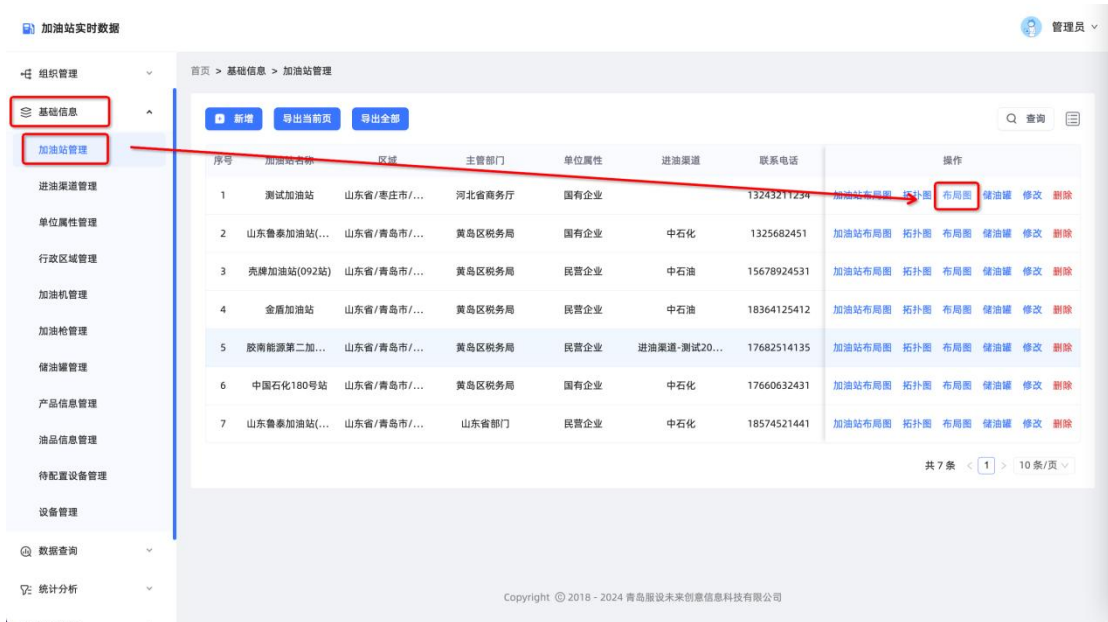 加油站实时数据
管理员
组织管理
首页 > 基础信息 > 加油站管理
基础信息
新增 导出当前页 导出全部 查询
加油站管理
序号 加油站名称 区域 主管部门 单位属性 进油渠道 联系电话 操作
进油渠道管理
1 测试加油站 山东省/枣庄市/... 河北省商务厅 国有企业 13243211234 加油站布局图 拓扑图 布局图 储油罐 修改 删除
单位属性管理
2 山东鲁泰加油站(... 山东省/青岛市/... 黄岛区税务局 国有企业 中石化 1325682451 加油站布局图 拓扑图 布局图 储油罐 修改 删除
行政区域管理
3 壳牌加油站(092站) 山东省/青岛市/... 黄岛区税务局 民营企业 中石油 15678924531 加油站布局图 拓扑图 布局图 储油罐 修改 删除
加油机管理
4 金盾加油站 山东省/青岛市/... 黄岛区税务局 民营企业 中石油 18364125412 加油站布局图 拓扑图 布局图 储油罐 修改 删除
加油枪管理
5 胶南能源第二加... 山东省/青岛市/... 黄岛区税务局 民营企业 进油渠道-测试20... 17682514135 加油站布局图 拓扑图 布局图 储油罐 修改 删除
储油罐管理
6 中国石化180号站 山东省/青岛市/... 黄岛区税务局 国有企业 中石化 17660632431 加油站布局图 拓扑图 布局图 储油罐 修改 删除
产品信息管理
7 山东鲁泰加油站(... 山东省/青岛市/... 山东省部门 民营企业 中石化 18574521441 加油站布局图 拓扑图 布局图 储油罐 修改 删除
油品信息管理
共 7 条 < 1 > 10 条/页
待配置设备管理
设备管理
数据查询
统计分析
Copyright © 2018 - 2024 青岛服设未来创意信息科技有限公司